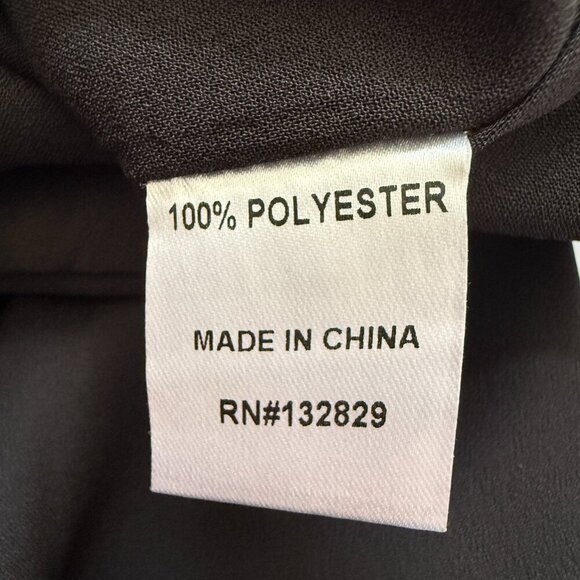 100% POLYESTER
MADE IN CHINA
RN#132829